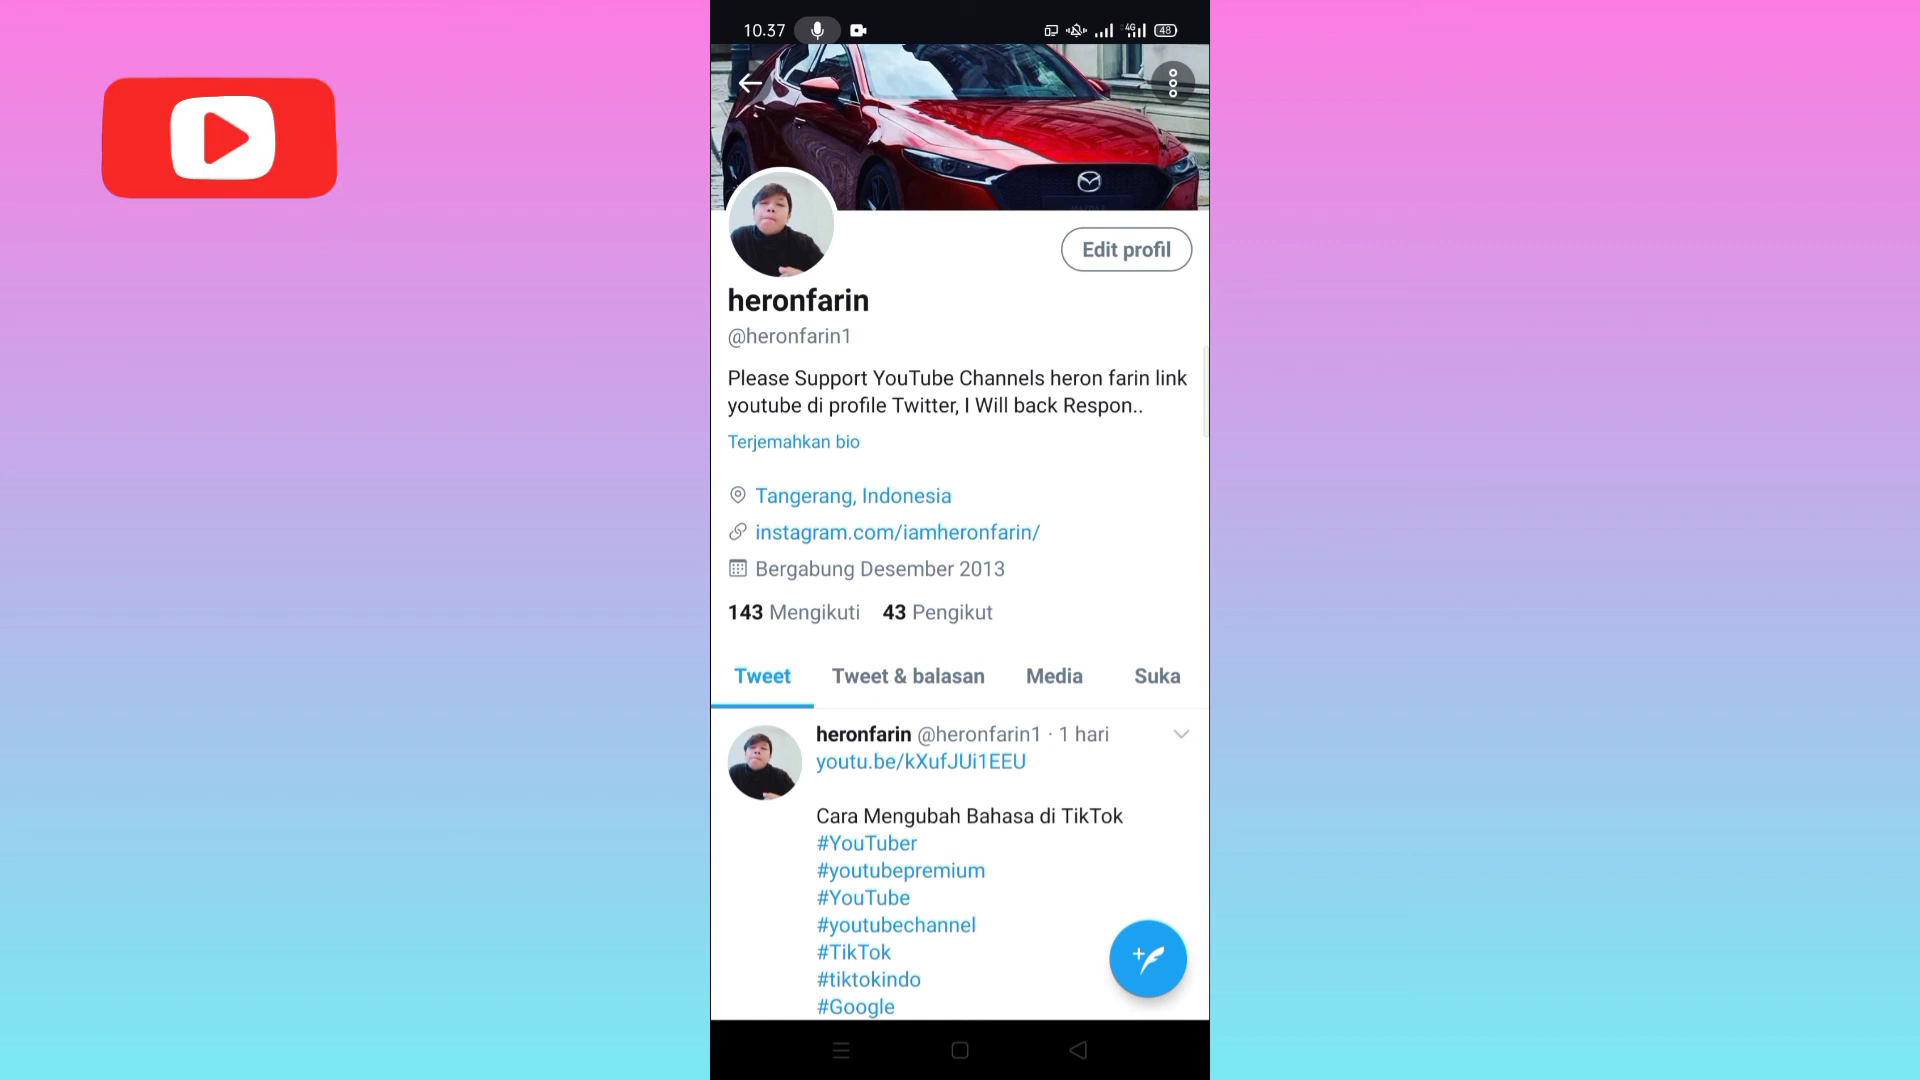 10.37
4G
48
Edit profil
heronfarin
@heronfarin1
Please Support YouTube Channels heron farin link
youtube di profile Twitter, I Will back Respon..
Terjemahkan bio
Tangerang, Indonesia
instagram.com/iamheronfarin/
Bergabung Desember 2013
143 Mengikuti 43 Pengikut
Tweet Tweet & balasan Media Suka
heronfarin @heronfarin1 · 1 hari
youtu.be/kXufJUi1EEU
Cara Mengubah Bahasa di TikTok
#YouTuber
#youtubepremium
#YouTube
#youtubechannel
#TikTok
#tiktokindo
#Google